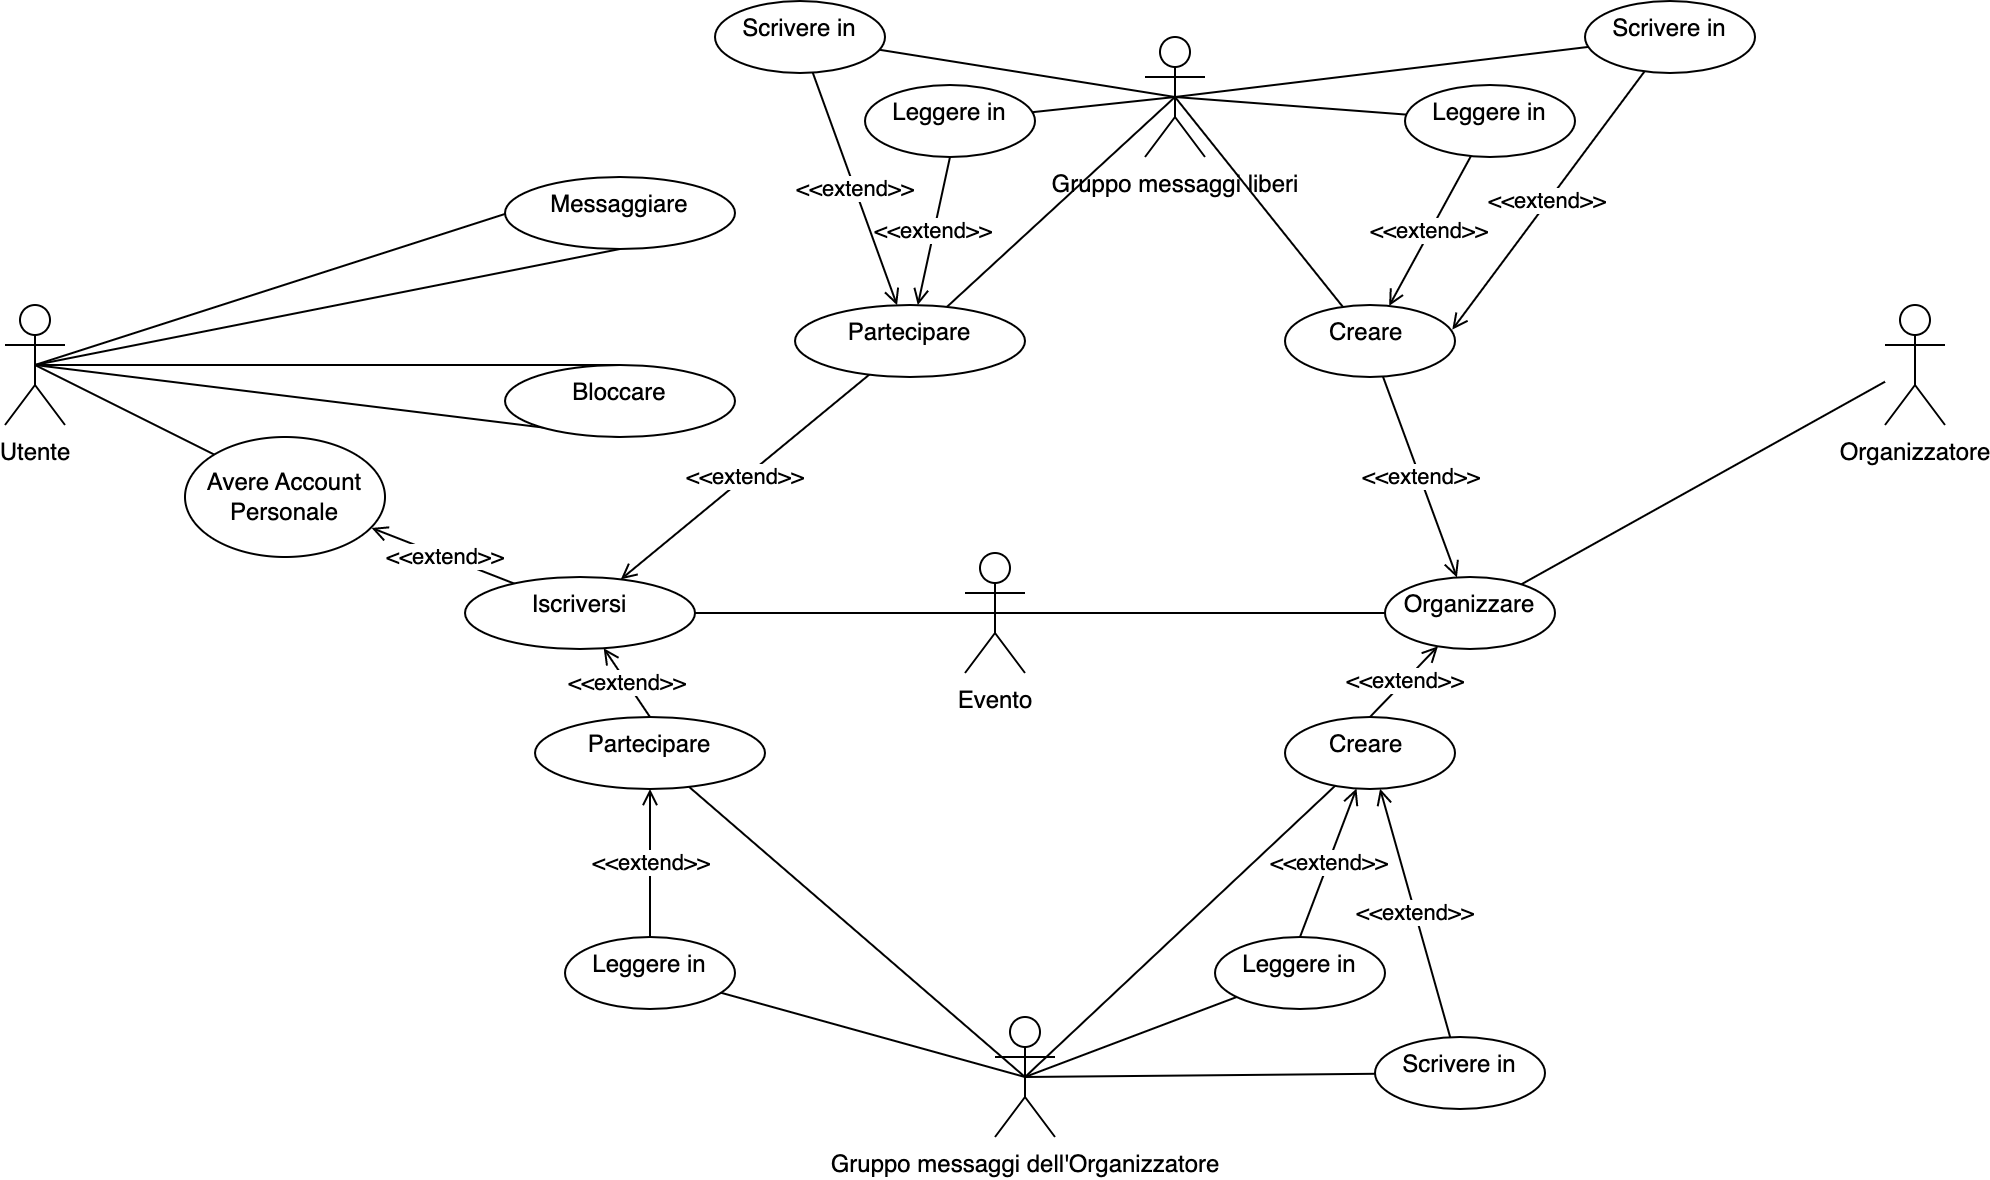 Scrivere in
Scrivere in
Leggere in
Leggere in
Gruppo messaggi liberi
<<extend>>
<<extend>>
Messaggiare
<<extend>>
<<extend>>
Partecipare
Creare
Bloccare
Utente
Organizzatore
Avere Account
Personale
<<extend>>
<<extend>>
<<extend>>
Iscriversi
Organizzare
<<extend>>
<<extend>>
Evento
Partecipare
Creare
<<extend>>
<<extend>>
<<extend>>
Leggere in
Leggere in
Scrivere in
Gruppo messaggi dell'Organizzatore